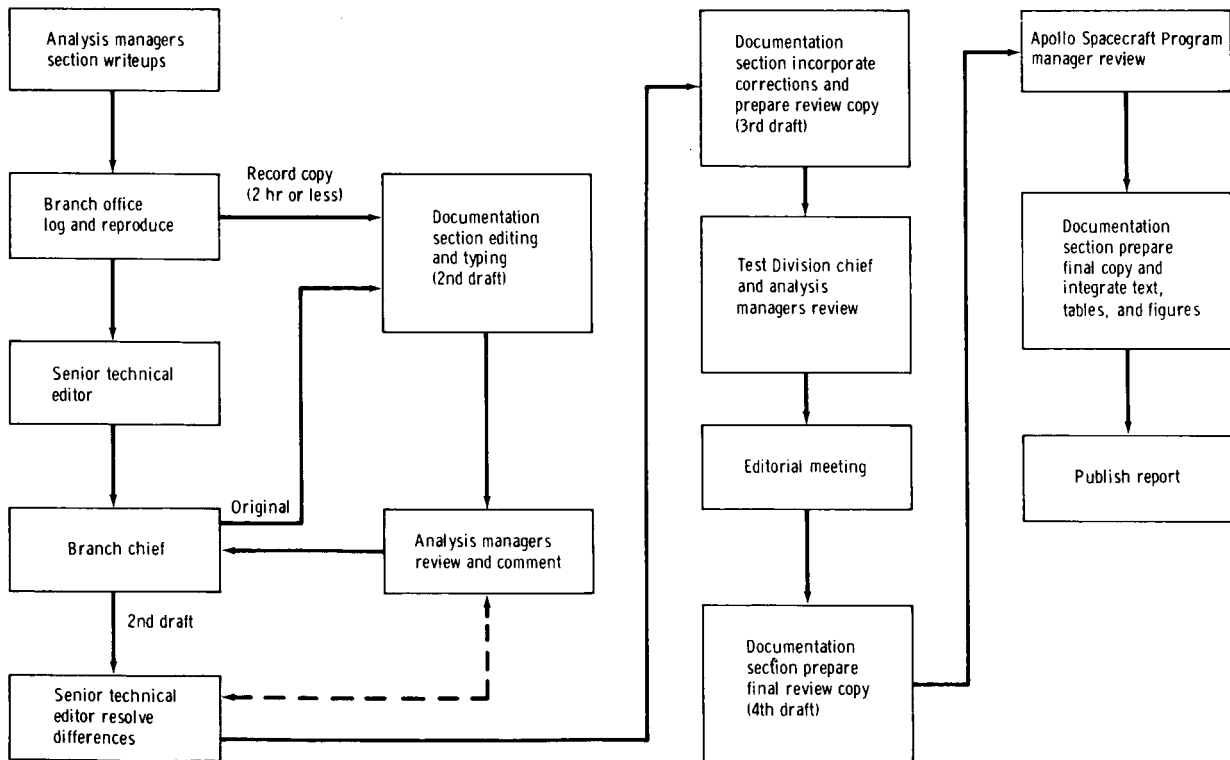 Analysis managers
section writeups
Branch office
log and reproduce
Record copy
(2 hr or less)
Documentation
section editing
and typing
(2nd draft)
Senior technical
editor
Original
Branch chief
Analysis managers
review and comment
2nd draft
Senior technical
editor resolve
differences
Documentation
section incorporate
corrections and
prepare review copy
(3rd draft)
Test Division chief
and analysis
managers review
Editorial meeting
Documentation
section prepare
final review copy
(4th draft)
Apollo Spacecraft Program
manager review
Documentation
section prepare
final copy and
integrate text,
tables, and figures
Publish report